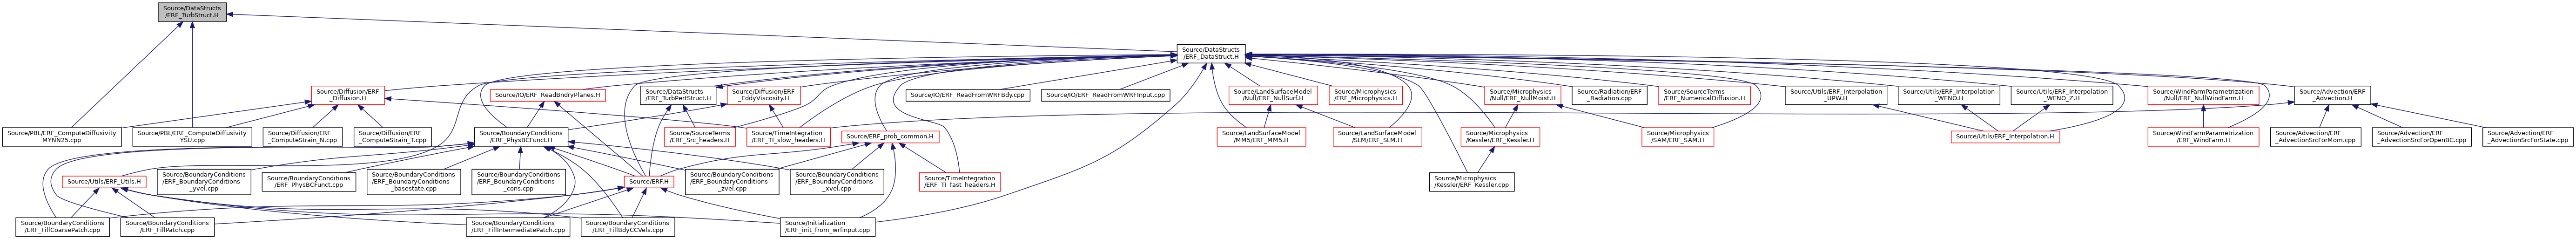 Source/DataStructs
/ERF_TurbStruct.H
Source/DataStructs
/ERF_DataStruct.H
Source/Diffusion/ERF
_Diffusion.H
Source/IO/ERF_ReadBndryPlanes.H
Source/DataStructs
/ERF_TurbPertStruct.H
Source/Diffusion/ERF
_EddyViscosity.H
Source/IO/ERF_ReadFromWRFBdy.cpp
Source/IO/ERF_ReadFromWRFInput.cpp
Source/LandSurfaceModel
/Null/ERF_NullSurf.H
Source/Microphysics
/ERF_Microphysics.H
Source/Microphysics
/Null/ERF_NullMoist.H
Source/Radiation/ERF
_Radiation.cpp
Source/SourceTerms
/ERF_NumericalDiffusion.H
Source/Utils/ERF_Interpolation
_UPW.H
Source/Utils/ERF_Interpolation
_WENO.H
Source/Utils/ERF_Interpolation
_WENO_Z.H
Source/WindFarmParametrization
/Null/ERF_NullWindFarm.H
Source/Advection/ERF
_Advection.H
Source/PBL/ERF_ComputeDiffusivity
MYNN25.cpp
Source/PBL/ERF_ComputeDiffusivity
YSU.cpp
Source/Diffusion/ERF
_ComputeStrain_N.cpp
Source/Diffusion/ERF
_ComputeStrain_T.cpp
Source/BoundaryConditions
/ERF_PhysBCFunct.H
Source/SourceTerms
/ERF_Src_headers.H
Source/TimeIntegration
/ERF_TI_slow_headers.H
Source/ERF_prob_common.H
Source/LandSurfaceModel
/MM5/ERF_MM5.H
Source/LandSurfaceModel
/SLM/ERF_SLM.H
Source/Microphysics
/Kessler/ERF_Kessler.H
Source/Microphysics
/SAM/ERF_SAM.H
Source/Utils/ERF_Interpolation.H
Source/WindFarmParametrization
/ERF_WindFarm.H
Source/Advection/ERF
_AdvectionSrcForMom.cpp
Source/Advection/ERF
_AdvectionSrcForOpenBC.cpp
Source/Advection/ERF
_AdvectionSrcForState.cpp
Source/Utils/ERF_Utils.H
Source/BoundaryConditions
/ERF_BoundaryConditions
_yvel.cpp
Source/BoundaryConditions
/ERF_PhysBCFunct.cpp
Source/BoundaryConditions
/ERF_BoundaryConditions
_basestate.cpp
Source/BoundaryConditions
/ERF_BoundaryConditions
_cons.cpp
Source/ERF.H
Source/BoundaryConditions
/ERF_BoundaryConditions
_zvel.cpp
Source/BoundaryConditions
/ERF_BoundaryConditions
_xvel.cpp
Source/TimeIntegration
/ERF_TI_fast_headers.H
Source/Microphysics
/Kessler/ERF_Kessler.cpp
Source/BoundaryConditions
/ERF_FillCoarsePatch.cpp
Source/BoundaryConditions
/ERF_FillPatch.cpp
Source/BoundaryConditions
/ERF_FillIntermediatePatch.cpp
Source/BoundaryConditions
/ERF_FillBdyCCVels.cpp
Source/Initialization
/ERF_init_from_wrfinput.cpp